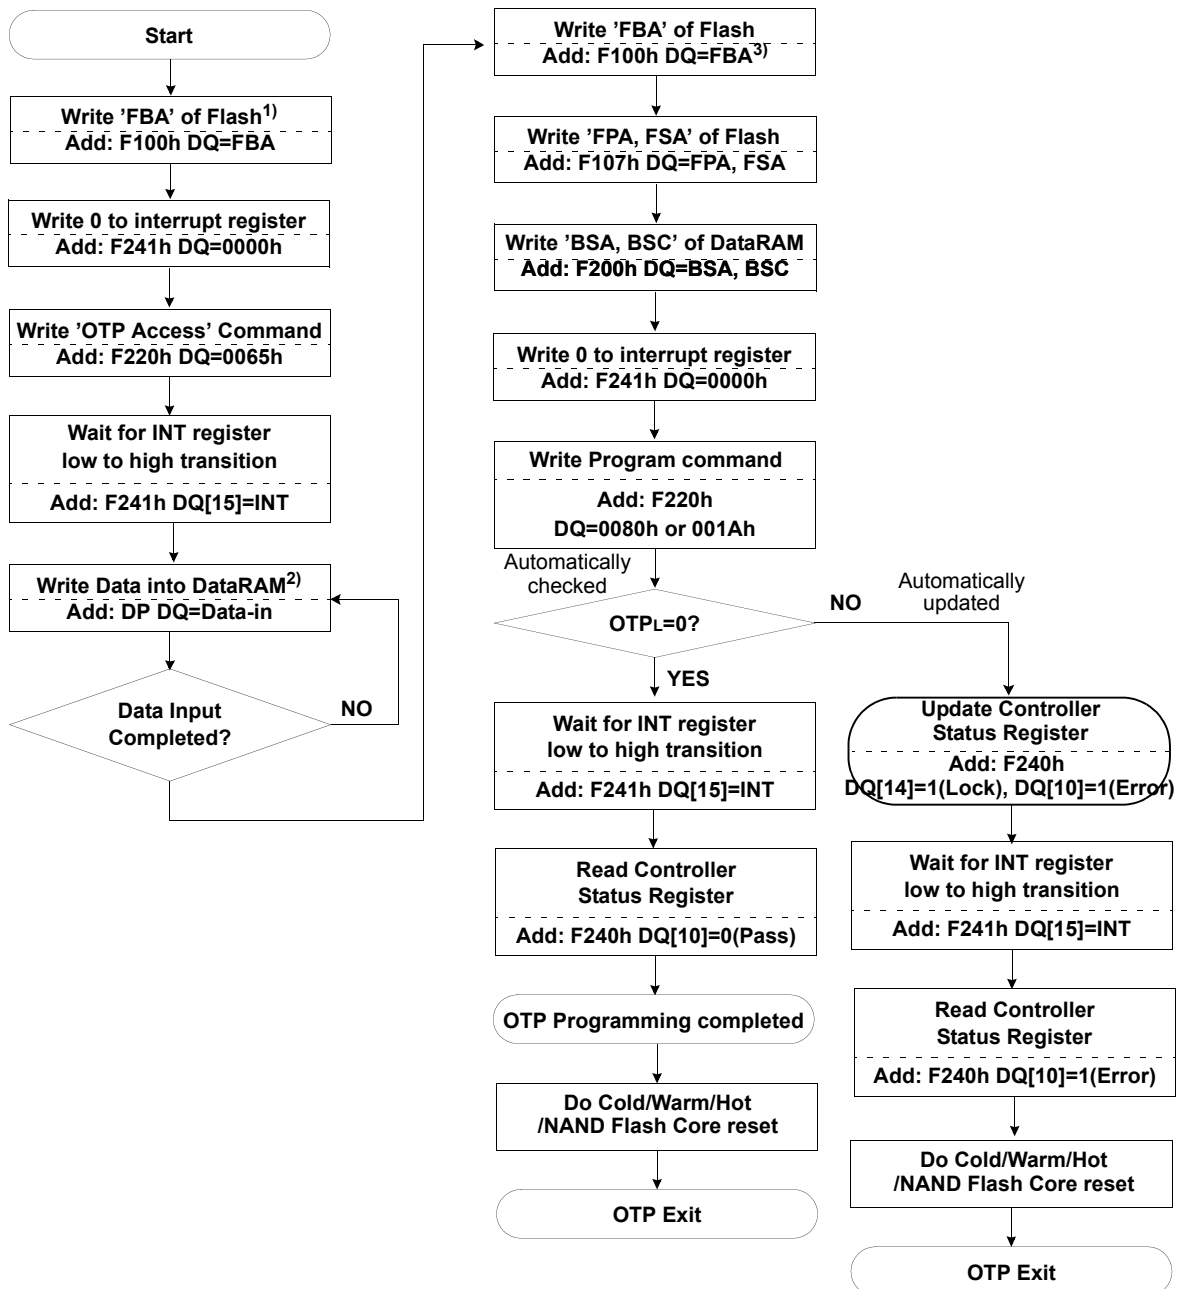 Start
Write ’FBA’ of Flash1)
Add: F100h DQ=FBA
Write 0 to interrupt register
Add: F241h DQ=0000h
Write ’OTP Access’ Command
Add: F220h DQ=0065h
Wait for INT register
low to high transition
Add: F241h DQ[15]=INT
Write Data into DataRAM2)
Add: DP DQ=Data-in
Data Input
Completed?
NO
Write ’FBA’ of Flash
Add: F100h DQ=FBA3)
Write ’FPA, FSA’ of Flash
Add: F107h DQ=FPA, FSA
Write ’BSA, BSC’ of DataRAM
Add: F200h DQ=BSA, BSC
Write 0 to interrupt register
Add: F241h DQ=0000h
Write Program command
Add: F220h
DQ=0080h or 001Ah
Automatically
checked
OTPL=0?
YES
Wait for INT register
low to high transition
Add: F241h DQ[15]=INT
Read Controller
Status Register
Add: F240h DQ[10]=0(Pass)
OTP Programming completed
Do Cold/Warm/Hot
/NAND Flash Core reset
OTP Exit
NO
Automatically
updated
Update Controller
Status Register
Add: F240h
DQ[14]=1(Lock), DQ[10]=1(Error)
Wait for INT register
low to high transition
Add: F241h DQ[15]=INT
Read Controller
Status Register
Add: F240h DQ[10]=1(Error)
Do Cold/Warm/Hot
/NAND Flash Core reset
OTP Exit